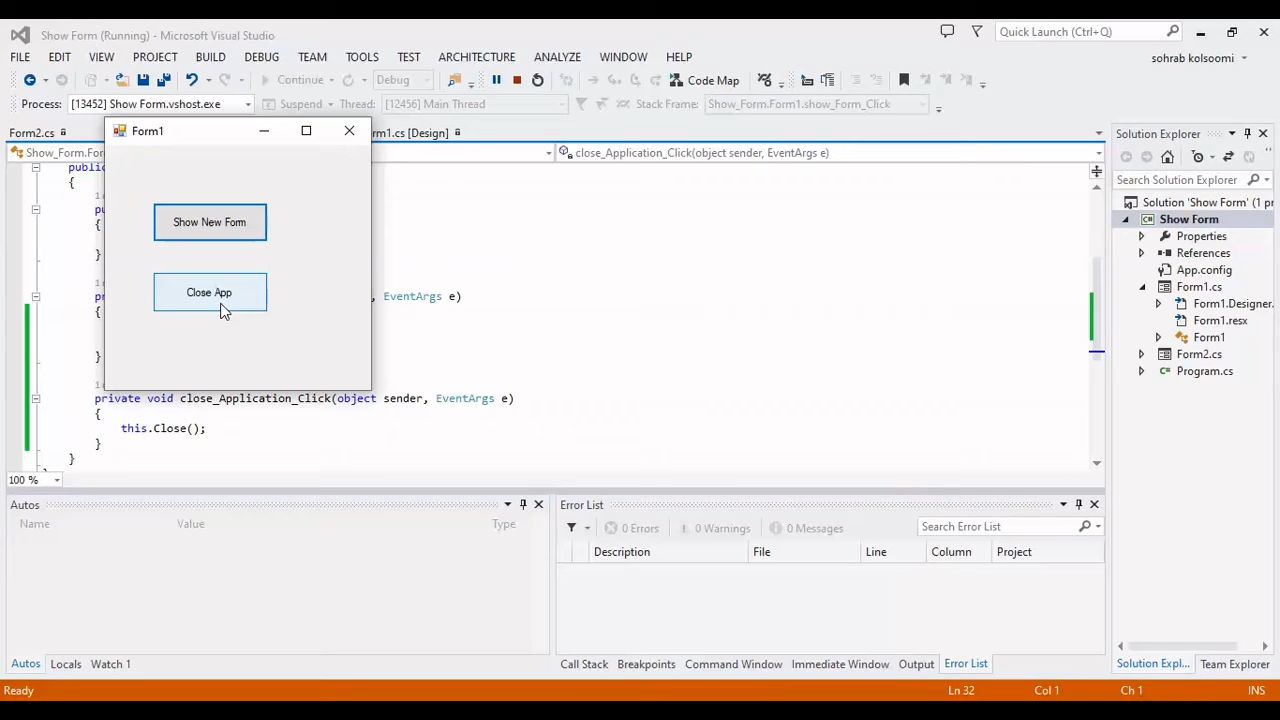 Show Form (Running) - Microsoft Visual Studio
Quick Launch (Ctrl+Q)
FILE EDIT VIEW PROJECT BUILD DEBUG TEAM TOOLS TEST ARCHITECTURE ANALYZE WINDOW HELP
sohrab kolsoomi
Continue Debug Code Map
Process: [13452] Show Form.vshost.exe Suspend Thread: [12456] Main Thread Stack Frame: Show_Form.Form1.show_Form_Click
Form2.cs
rm1.cs [Design]
Form1
Show New Form
Close App
Show_Form.For
close_Application_Click(object sender, EventArgs e)
publ
{
pu
{
}
pr , EventArgs e)
{
}
private void close_Application_Click(object sender, EventArgs e)
{
this.Close();
}
}
100 %
Solution Explorer
Search Solution Explorer
Solution 'Show Form' (1 pr
Show Form
Properties
References
App.config
Form1.cs
Form1.Designer.
Form1.resx
Form1
Form2.cs
Program.cs
Autos
Name Value Type
Autos Locals Watch 1
Error List
0 Errors 0 Warnings 0 Messages
Search Error List
Description File Line Column Project
Call Stack Breakpoints Command Window Immediate Window Output Error List
Solution Expl... Team Explorer
Ready Ln 32 Col 1 Ch 1 INS